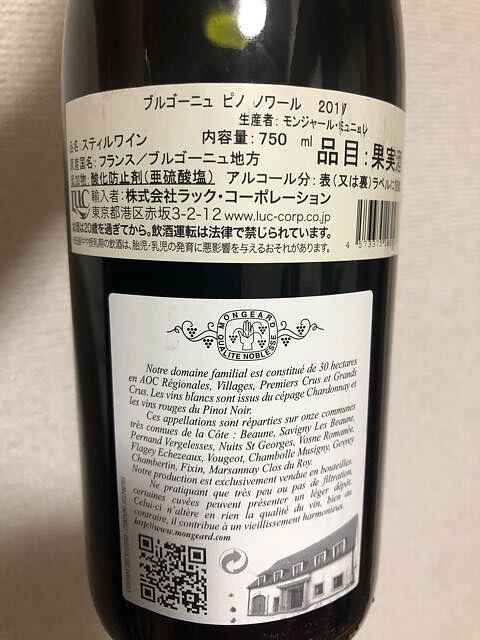 ブルゴーニュ ピノ ノワール 2017
生産者: モンジャール・ミュニュレ
品名: スティルワイン 内容量: 750 ml
原産国名: フランス/ブルゴーニュ地方 品目: 果実酒
添加物: 酸化防止剤(亜硫酸塩) アルコール分: 表(又は裏)ラベルに
LUC 輸入者: 株式会社ラック・コーポレーション
東京都港区赤坂3-2-12 www.luc-corp.co.jp
お酒は20歳を過ぎてから。飲酒運転は法律で禁じられています。
妊娠中や授乳期の飲酒は、胎児・乳児の発育に悪影響を与えるおそれがあります。
MONGEARD
QUALITE NOBLESSE
Notre domaine familial est constitué de 30 hectares
en AOC Régionales, Villages, Premiers Crus et Grands
Crus. Les vins blancs sont issus du cépage Chardonnay et
les vins rouges du Pinot Noir.
Ces appellations sont réparties sur onze communes
très connues de la Côte : Beaune, Savigny Les Beaune,
Pernand Vergelesses, Nuits St Georges, Vosne Romanée,
Flagey Echezeaux, Vougeot, Chambolle Musigny, Gevrey
Chambertin, Fixin, Marsannay Clos du Roy.
Notre production est exclusivement vendue en bouteilles.
Ne pratiquant que très peu ou pas de filtration,
certaines cuvées peuvent présenter un léger dépôt.
Celui-ci n'altère en rien la qualité du vin, bien au
contraire, il contribue à un vieillissement harmonieux.
http://www.mongeard.com